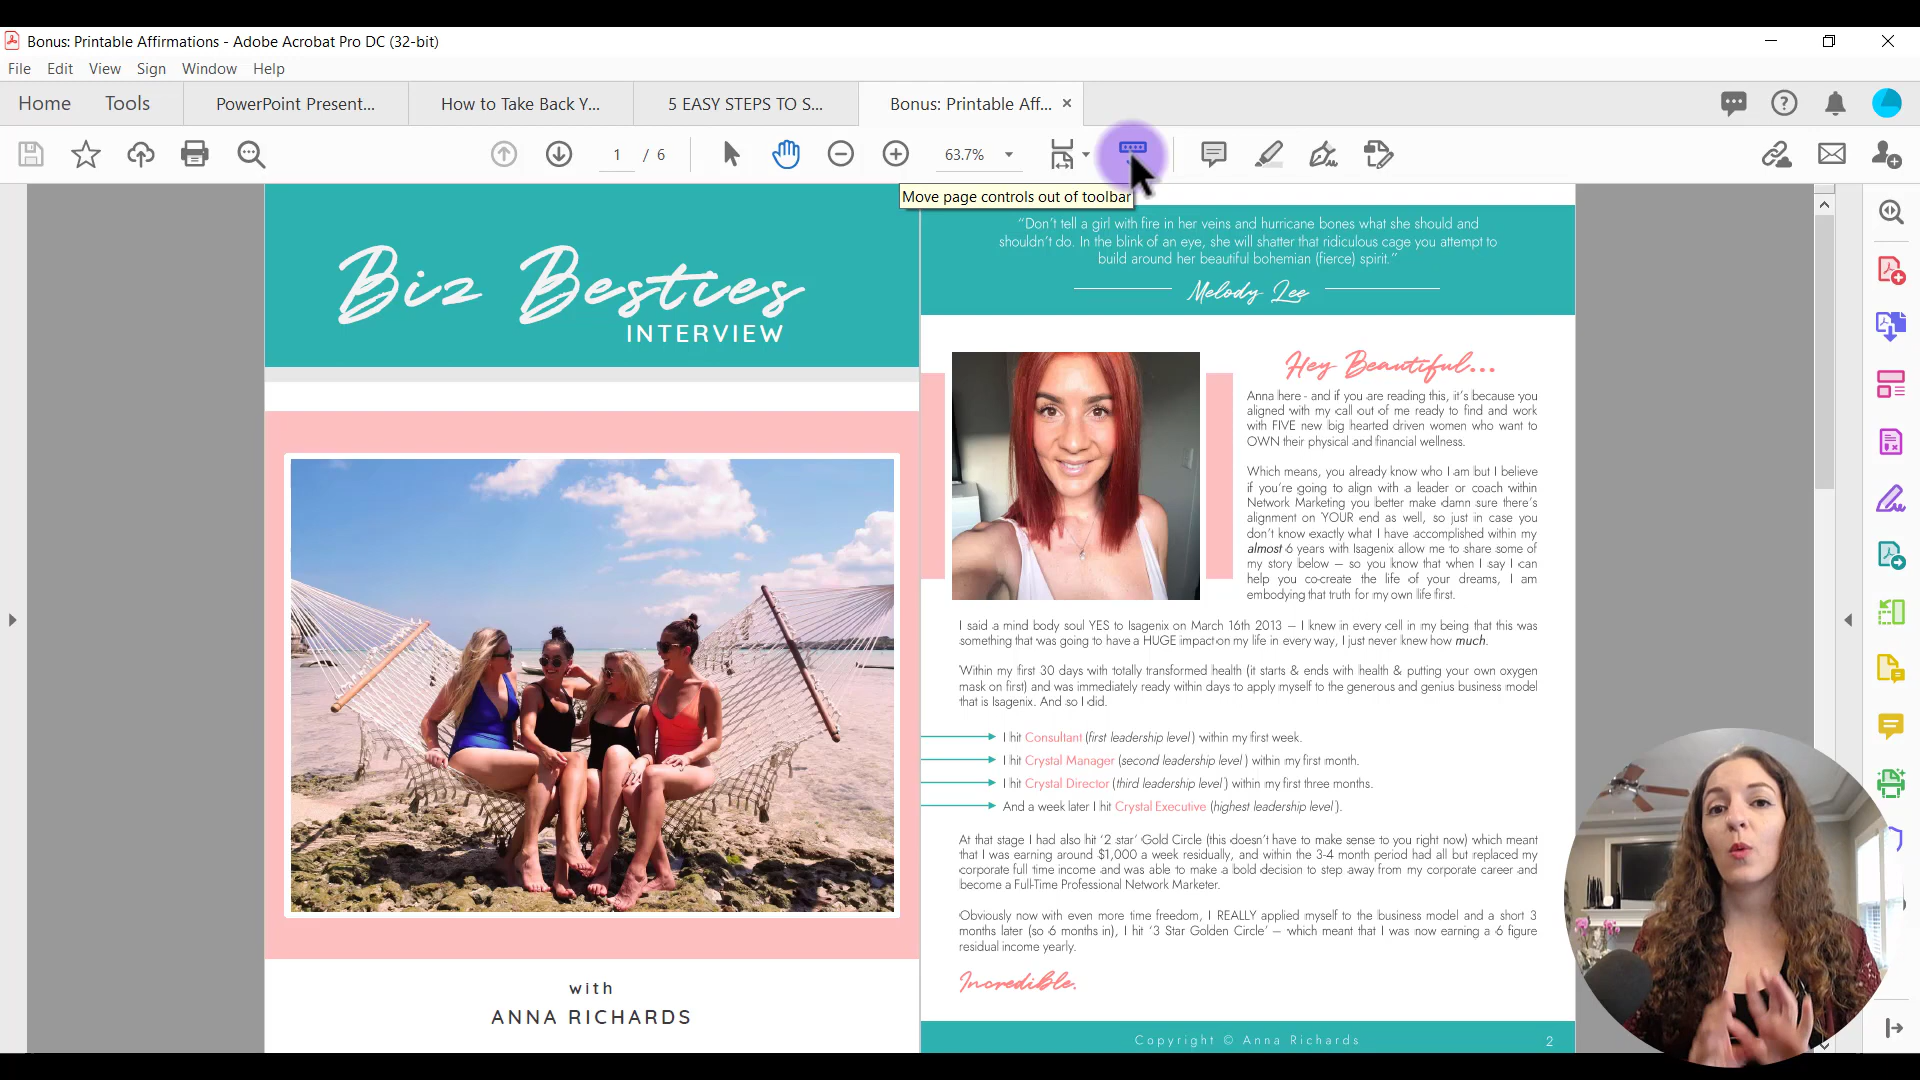 Bonus: Printable Affirmations - Adobe Acrobat Pro DC (32-bit)
File Edit View Sign Window Help
Home Tools PowerPoint Present... How to Take Back Y... 5 EASY STEPS TO S... Bonus: Printable Aff...
1 / 6 63.7%
Move page controls out of toolbar
Biz Besties
INTERVIEW
with
ANNA RICHARDS
“Don’t tell a girl with fire in her veins and hurricane bones what she should and
shouldn’t do. In the blink of an eye, she will shatter that ridiculous cage you attempt to
build around her beautiful bohemian (fierce) spirit.”
Melody Lee
Hey Beautiful...
Anna here - and if you are reading this, it’s because you
aligned with my call out of me ready to find and work
with FIVE new big hearted driven women who want to
OWN their physical and financial wellness.
Which means, you already know who I am but I believe
if you’re going to align with a leader or coach within
Network Marketing you better make damn sure there’s
alignment on YOUR end as well, so just in case you
don’t know exactly what I have accomplished within my
almost 6 years with Isagenix allow me to share some of
my story below – so you know that when I say I can
help you co-create the life of your dreams, I am
embodying that truth for my own life first.
I said a mind body soul YES to Isagenix on March 16th 2013 – I knew in every cell in my being that this was
something that was going to have a HUGE impact on my life in every way, I just never knew how much.
Within my first 30 days with totally transformed health (it starts & ends with health & putting your own oxygen
mask on first) and was immediately ready within days to apply myself to the generous and genius business model
that is Isagenix. And so I did.
I hit Consultant (first leadership level) within my first week.
I hit Crystal Manager (second leadership level) within my first month.
I hit Crystal Director (third leadership level) within my first three months.
And a week later I hit Crystal Executive (highest leadership level).
At that stage I had also hit ‘2 star’ Gold Circle (this doesn’t have to make sense to you right now) which meant
that I was earning around $1,000 a week residually, and within the 3-4 month period had all but replaced my
corporate full time income and was able to make a bold decision to step away from my corporate career and
become a Full-Time Professional Network Marketer.
Obviously now with even more time freedom, I REALLY applied myself to the business model and a short 3
months later (so 6 months in), I hit ‘3 Star Golden Circle’ – which meant that I was now earning a 6 figure
residual income yearly.
Incredible.
Copyright © Anna Richards 2